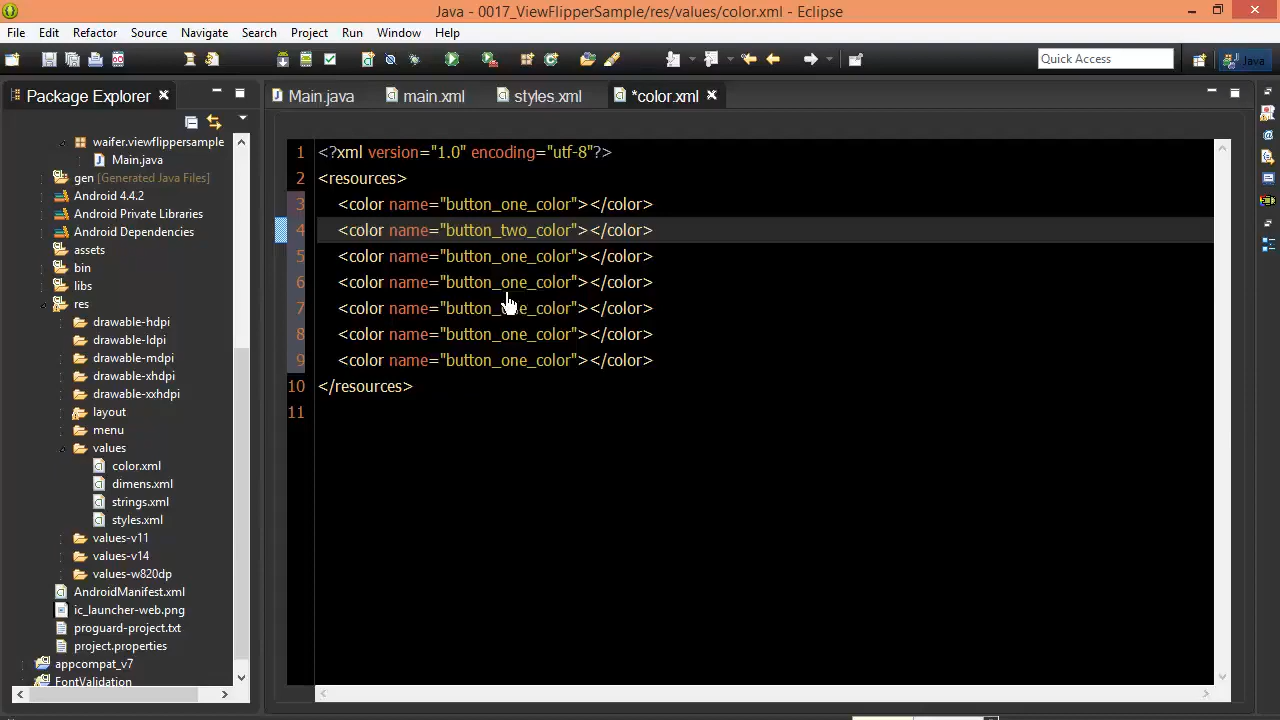 Java - 0017_ViewFlipperSample/res/values/color.xml - Eclipse
File Edit Refactor Source Navigate Search Project Run Window Help
Quick Access
Java
Package Explorer
Main.java main.xml styles.xml *color.xml
waifer.viewflippersample
Main.java
gen [Generated Java Files]
Android 4.4.2
Android Private Libraries
Android Dependencies
assets
bin
libs
res
drawable-hdpi
drawable-ldpi
drawable-mdpi
drawable-xhdpi
drawable-xxhdpi
layout
menu
values
color.xml
dimens.xml
strings.xml
styles.xml
values-v11
values-v14
values-w820dp
AndroidManifest.xml
ic_launcher-web.png
proguard-project.txt
project.properties
appcompat_v7
FontValidation
1 <?xml version="1.0" encoding="utf-8"?>
2 <resources>
3 <color name="button_one_color"></color>
4 <color name="button_two_color"></color>
5 <color name="button_one_color"></color>
6 <color name="button_one_color"></color>
7 <color name="button_one_color"></color>
8 <color name="button_one_color"></color>
9 <color name="button_one_color"></color>
10 </resources>
11